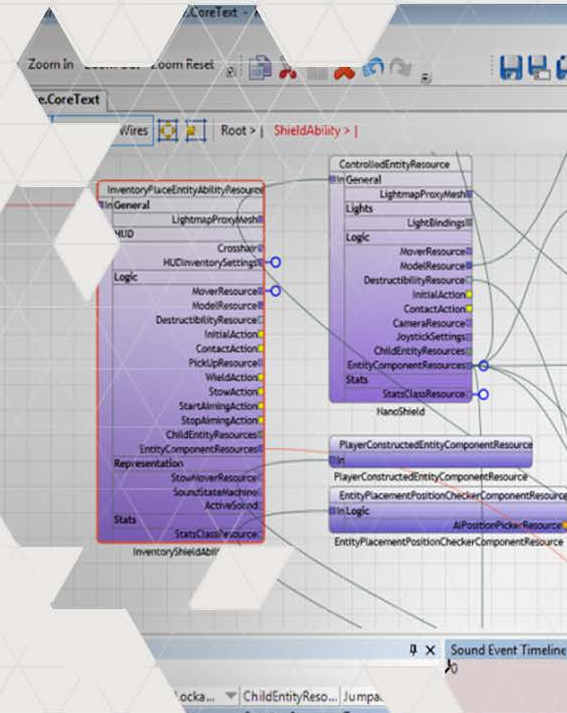 .CoreText -
Zoom In Zoom Reset
e.CoreText
Wires Root > | ShieldAbility > |
InventoryPlaceEntityAbilityResource
In General
LightmapProxyMesh
HUD
Crosshair
HUDInventorySettings
Logic
MoverResource
ModelResource
DestructibilityResource
InitialAction
ContactAction
PickUpResource
WieldAction
StowAction
StartAimingAction
StopAimingAction
ChildEntityResources
EntityComponentResources
Representation
StowMoverResource
SoundStateMachine
ActiveSound
Stats
StatsClassResource
InventoryShieldAbili
ControlledEntityResource
In General
LightmapProxyMesh
Lights
LightBindings
Logic
MoverResource
ModelResource
DestructibilityResource
InitialAction
ContactAction
CameraResource
JoystickSettings
ChildEntityResources
EntityComponentResources
Stats
StatsClassResource
NanoShield
PlayerConstructedEntityComponentResource
In
PlayerConstructedEntityComponentResource
EntityPlacementPositionCheckerComponentResource
In Logic
AIPositionPickerResource
EntityPlacementPositionCheckerComponentResource
Sound Event Timeline
0
Locka... ChildEntityReso... Jumpa